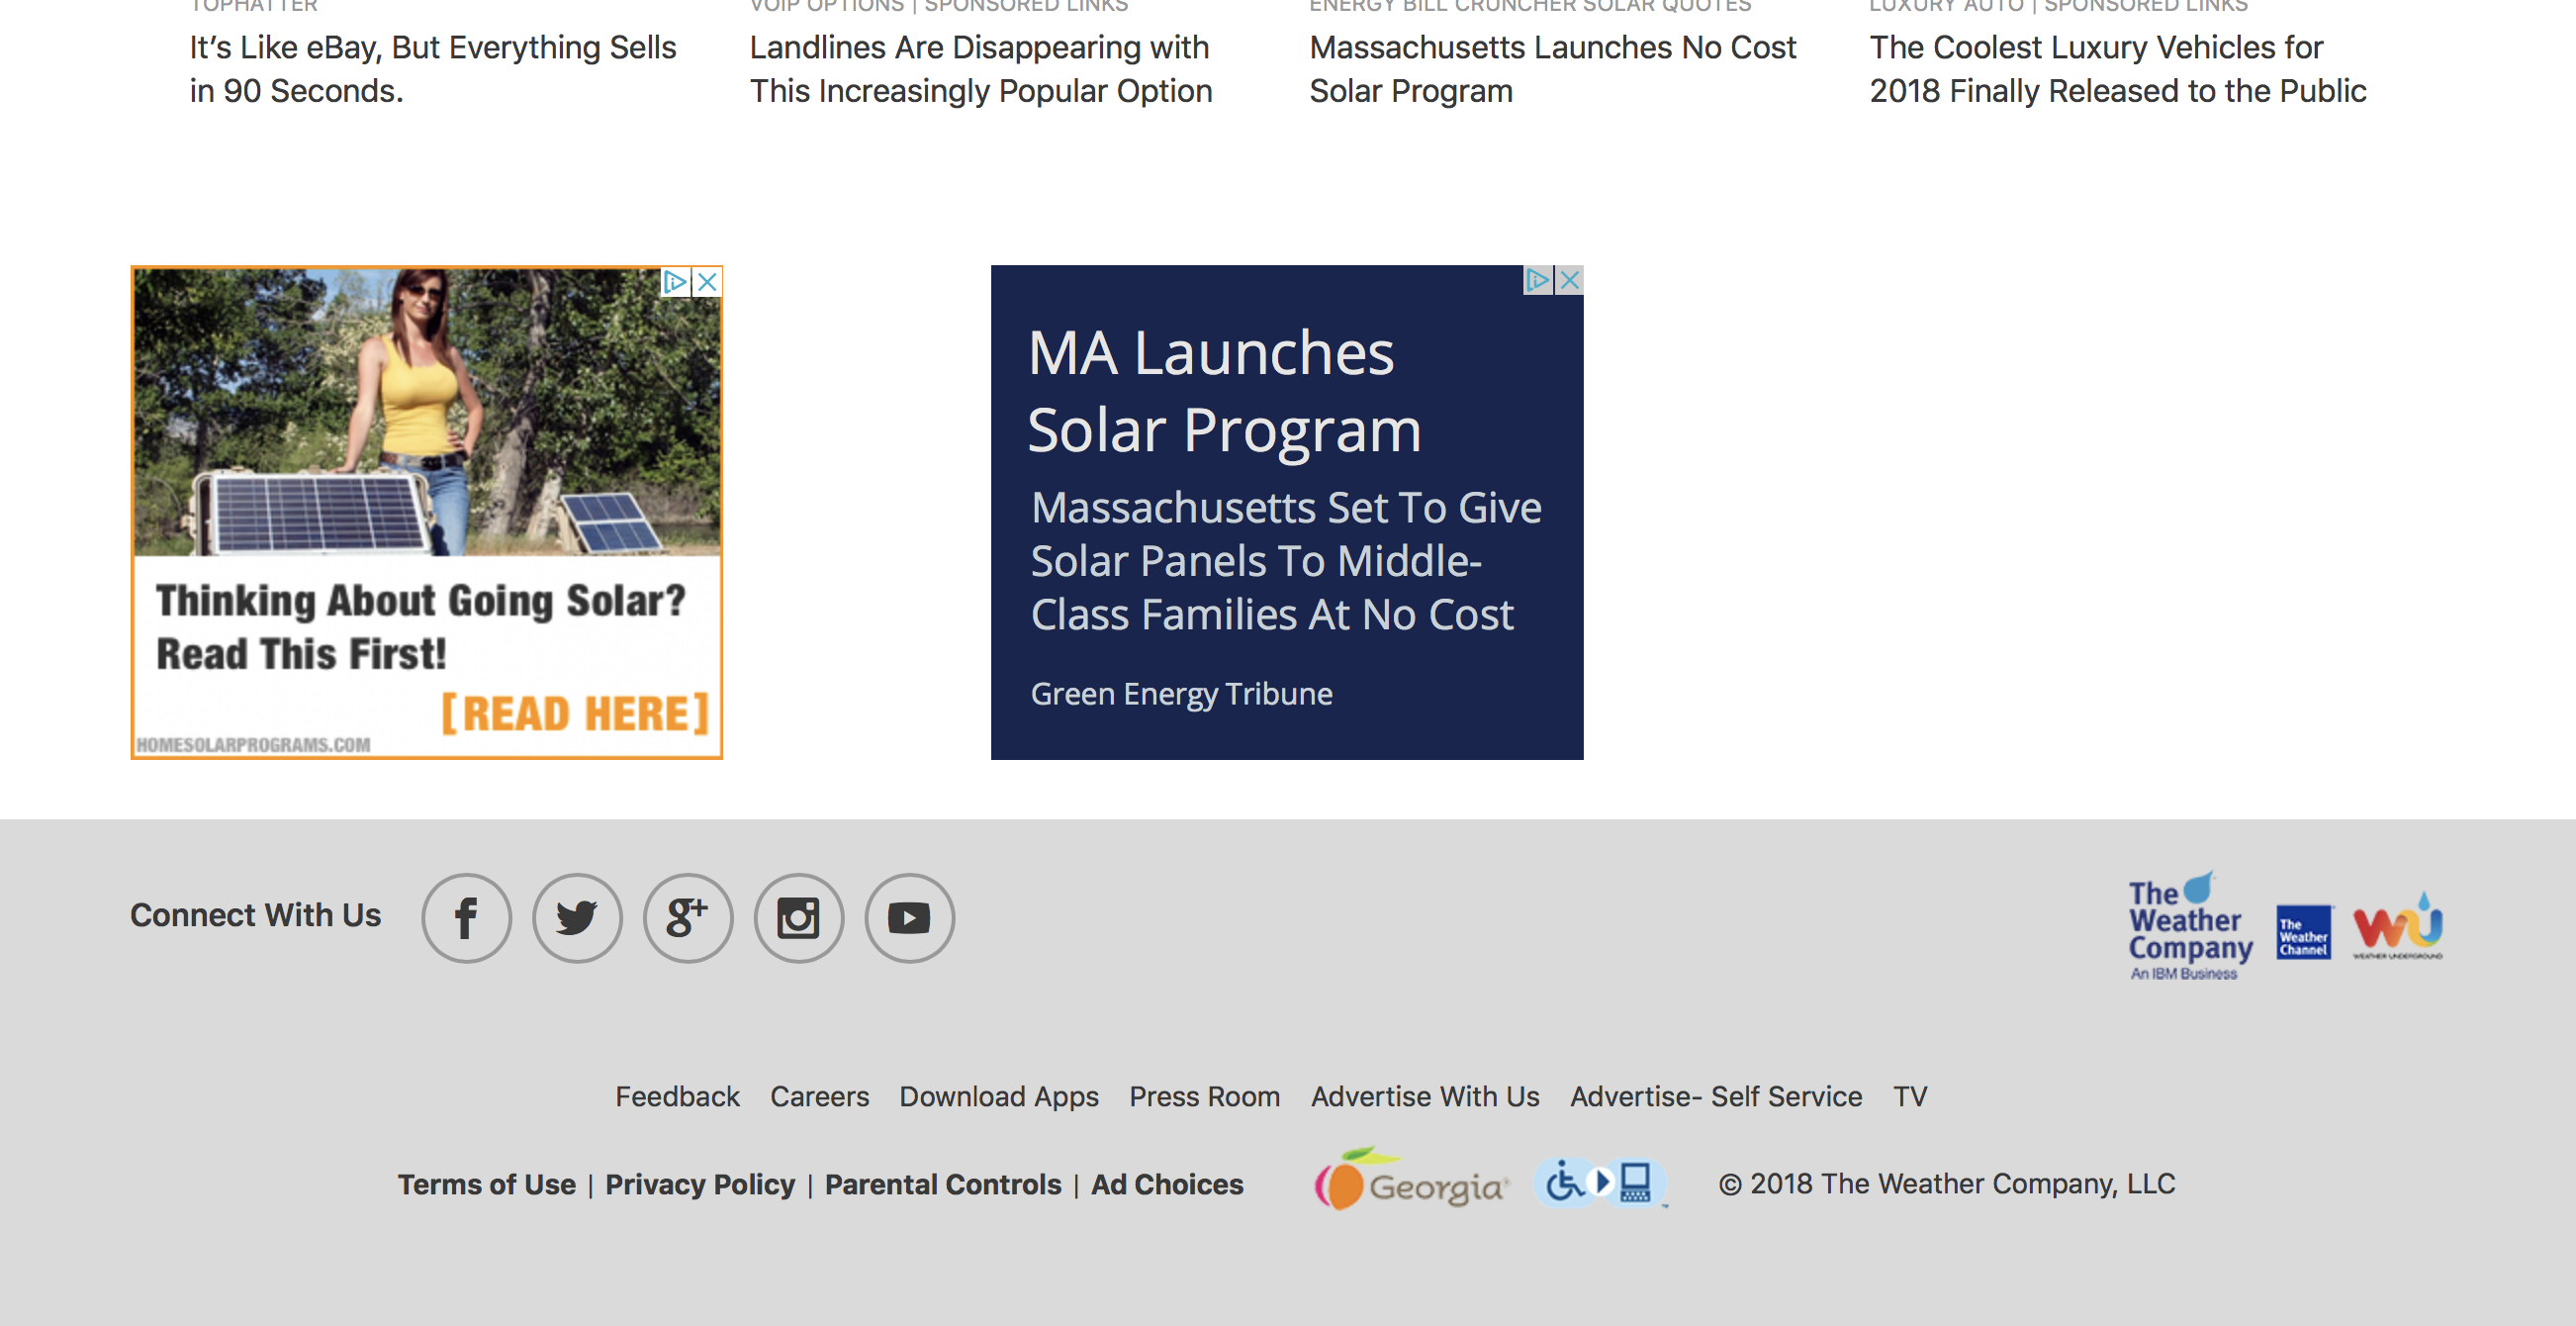 TOPHATTER
VOIP OPTIONS | SPONSORED LINKS
ENERGY BILL CRUNCHER SOLAR QUOTES
LUXURY AUTO | SPONSORED LINKS
It’s Like eBay, But Everything Sells
in 90 Seconds.
Landlines Are Disappearing with
This Increasingly Popular Option
Massachusetts Launches No Cost
Solar Program
The Coolest Luxury Vehicles for
2018 Finally Released to the Public
Thinking About Going Solar?
Read This First!
[READ HERE]
HOMESOLARPROGRAMS.COM
MA Launches
Solar Program
Massachusetts Set To Give
Solar Panels To Middle-
Class Families At No Cost
Green Energy Tribune
Connect With Us
The
Weather
Company
An IBM Business
The
Weather
Channel
WU
WEATHER UNDERGROUND
Feedback Careers Download Apps Press Room Advertise With Us Advertise- Self Service TV
Terms of Use | Privacy Policy | Parental Controls | Ad Choices
Georgia
© 2018 The Weather Company, LLC